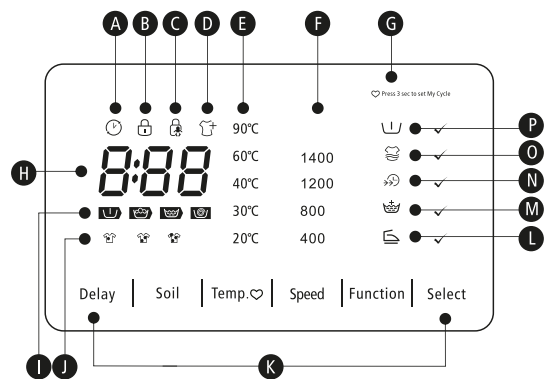 A B C D E F G
♡ Press 3 sec to set My Cycle
90℃ P
H 8:88 60℃ 1400 O
40℃ 1200 N
I 30℃ 800 M
J 20℃ 400 L
Delay Soil Temp.♡ Speed Function Select
K